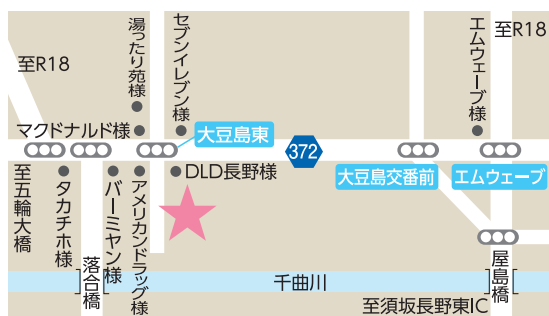 至R18
湯ったり苑様
セブンイレブン様
エムウェーブ様
至R18
マクドナルド様
大豆島東
372
大豆島交番前
エムウェーブ
DLD長野様
至五輪大橋
タカチホ様
バーミヤン様
アメリカンドラッグ様
落合橋
千曲川
屋島橋
至須坂長野東IC